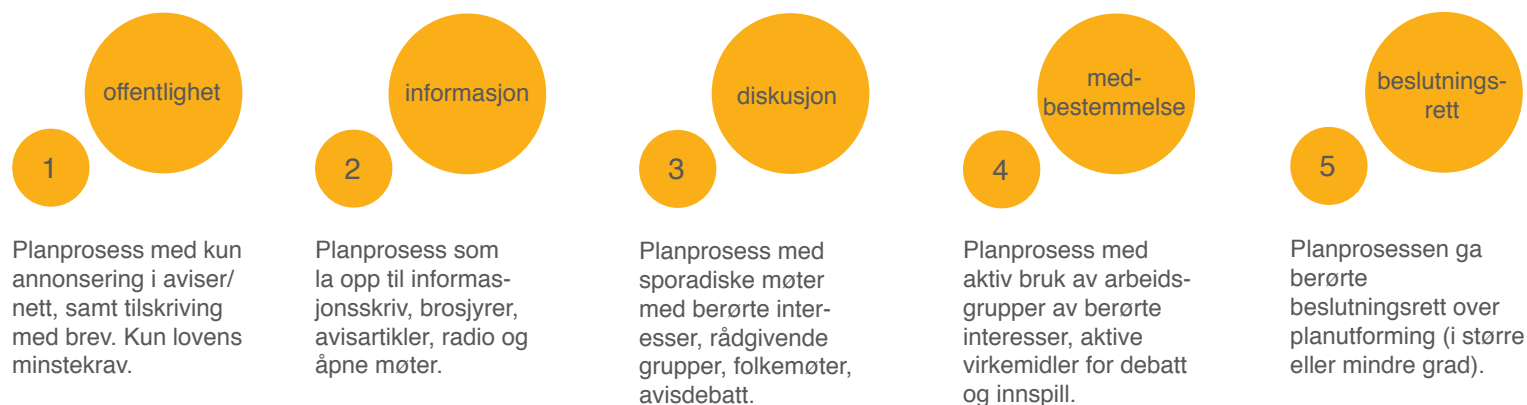 offentlighet
1
Planprosess med kun
annonsering i aviser/
nett, samt tilskriving
med brev. Kun lovens
minstekrav.
informasjon
2
Planprosess som
la opp til informas-
jonsskriv, brosjyrer,
avisartikler, radio og
åpne møter.
diskusjon
3
Planprosess med
sporadiske møter
med berørte inter-
esser, rådgivende
grupper, folkemøter,
avisdebatt.
med-
bestemmelse
4
Planprosess med
aktiv bruk av arbeids-
grupper av berørte
interesser, aktive
virkemidler for debatt
og innspill.
beslutnings-
rett
5
Planprosessen ga
berørte
beslutningsrett over
planutforming (i større
eller mindre grad).